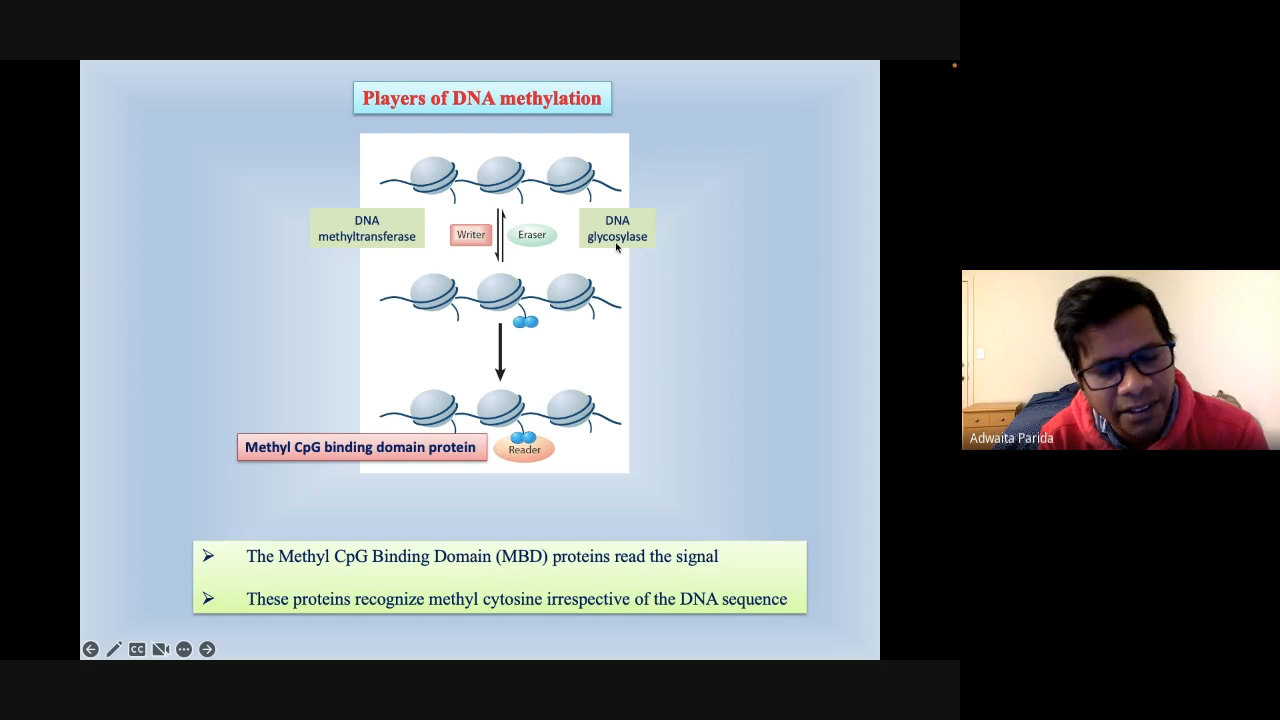 Players of DNA methylation
DNA
methyltransferase
Writer
Eraser
DNA
glycosylase
Methyl CpG binding domain protein
Reader
The Methyl CpG Binding Domain (MBD) proteins read the signal
These proteins recognize methyl cytosine irrespective of the DNA sequence
CC
Adwaita Parida